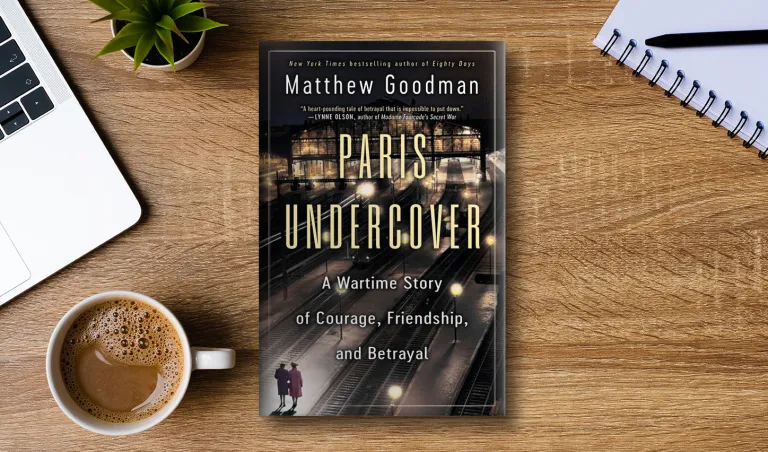 New York Times bestselling author of Eighty Days
Matthew Goodman
"A heart-pounding tale of betrayal that is impossible to put down."
—LYNNE OLSON, author of Madame Fourcade's Secret War
PARIS
UNDERCOVER
A Wartime Story
of Courage, Friendship,
and Betrayal